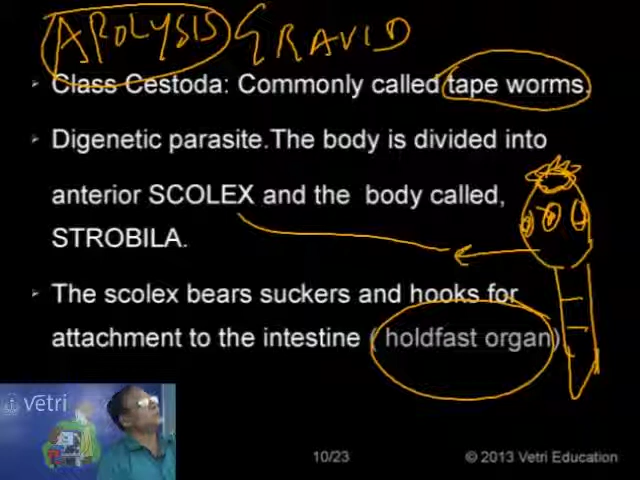 APOLYSIS GRAVID
Class Cestoda: Commonly called tape worms.
Digenetic parasite.The body is divided into
anterior SCOLEX and the body called,
STROBILA.
The scolex bears suckers and hooks for
attachment to the intestine ( holdfast organ)
vetri
10/23
© 2013 Vetri Education